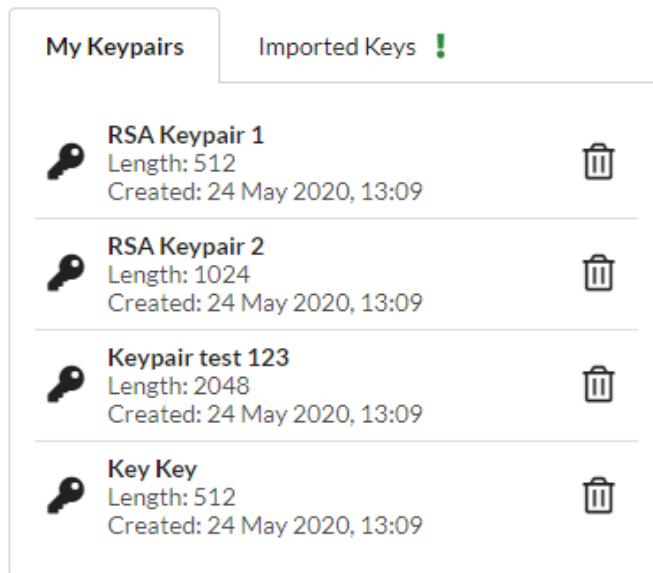 My Keypairs
Imported Keys !
RSA Keypair 1
Length: 512
Created: 24 May 2020, 13:09
RSA Keypair 2
Length: 1024
Created: 24 May 2020, 13:09
Keypair test 123
Length: 2048
Created: 24 May 2020, 13:09
Key Key
Length: 512
Created: 24 May 2020, 13:09